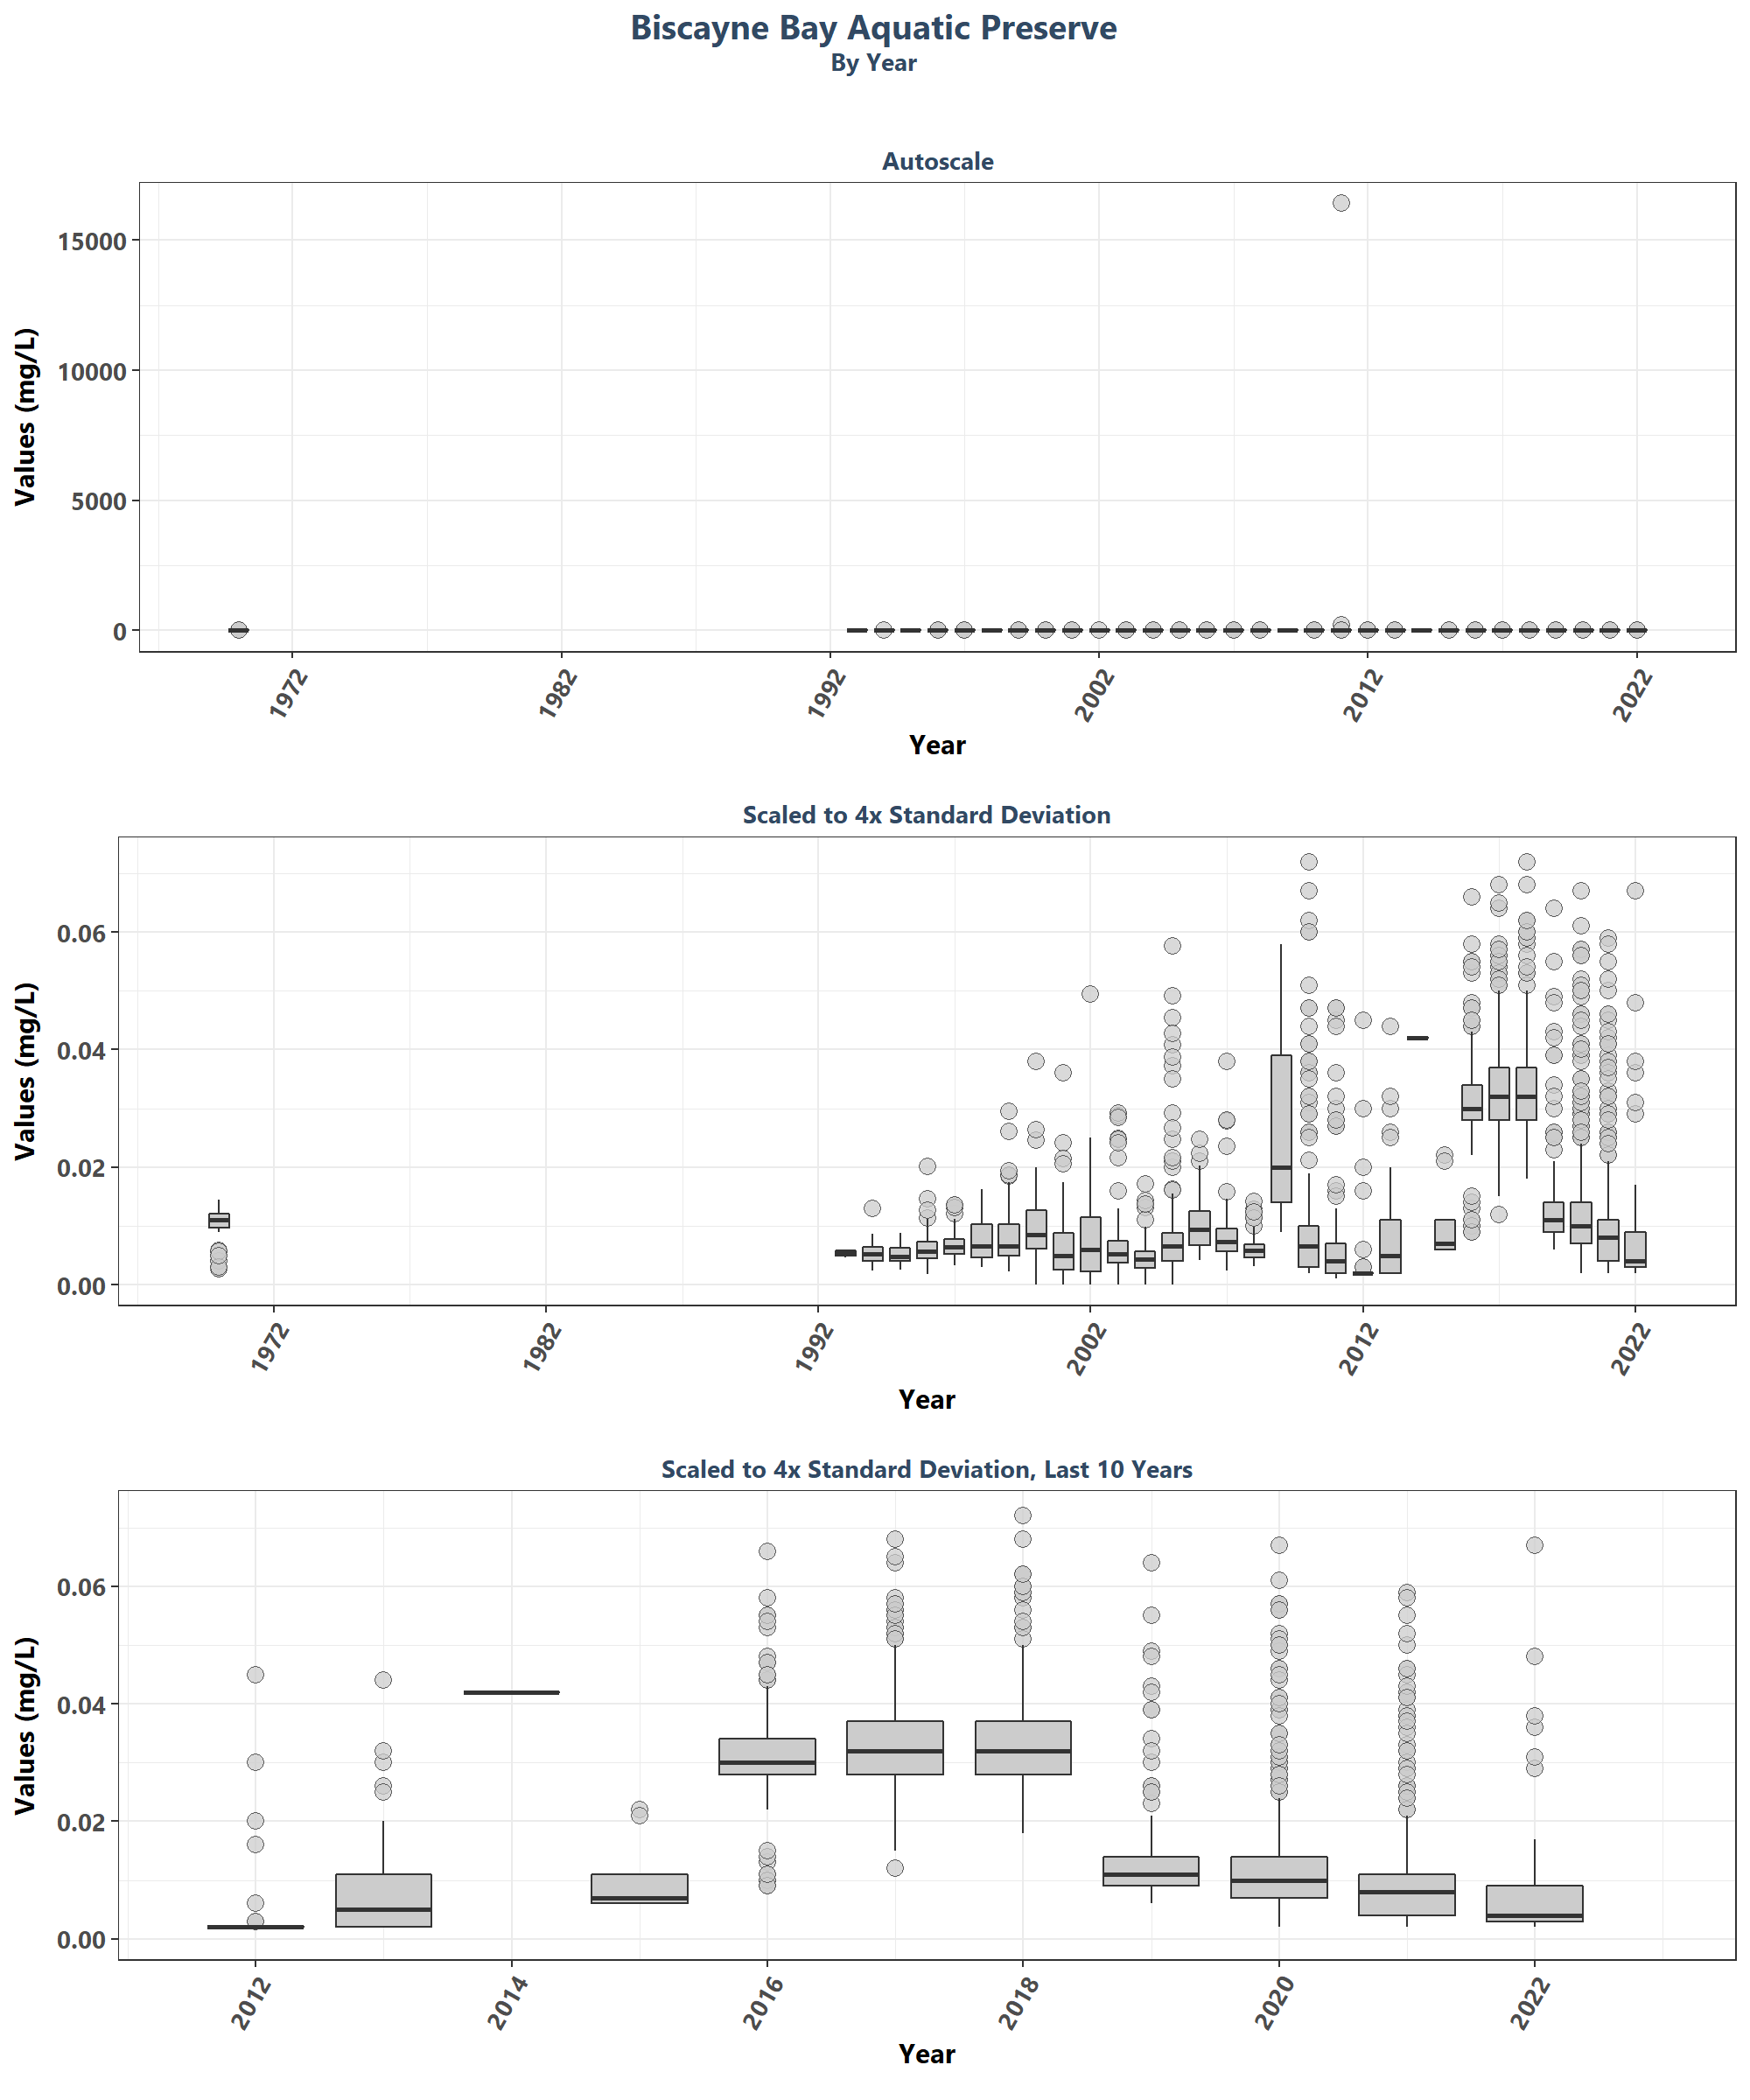 Biscayne Bay Aquatic Preserve
By Year
Autoscale
Values (mg/L)
15000
10000
5000
0
1972
1982
1992
2002
2012
2022
Year
Scaled to 4x Standard Deviation
Values (mg/L)
0.06
0.04
0.02
0.00
1972
1982
1992
2002
2012
2022
Year
Scaled to 4x Standard Deviation, Last 10 Years
Values (mg/L)
0.06
0.04
0.02
0.00
2012
2014
2016
2018
2020
2022
Year